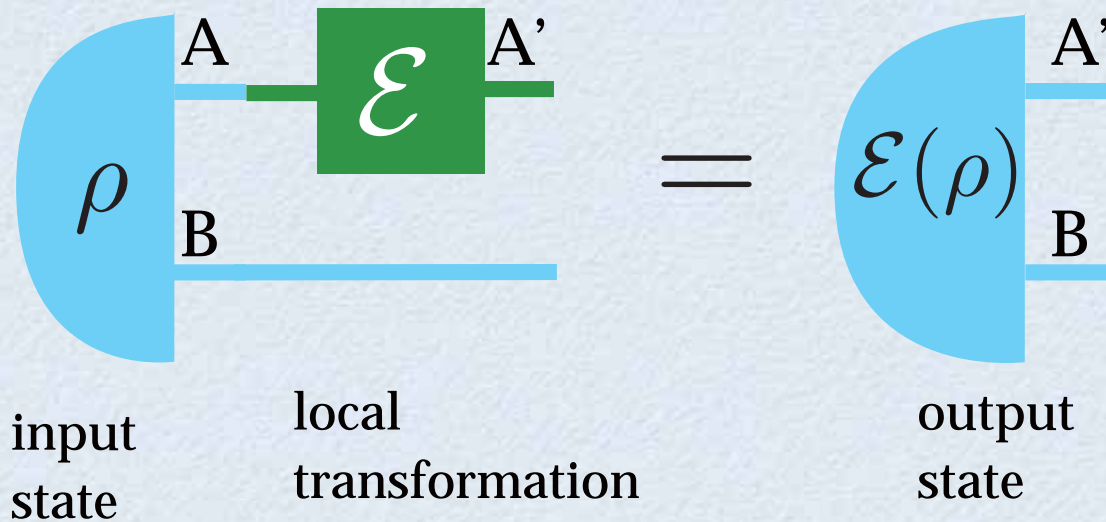 A
ℰ
A’
ρ
B
=
ℰ(ρ)
A’
B
input
state
local
transformation
output
state